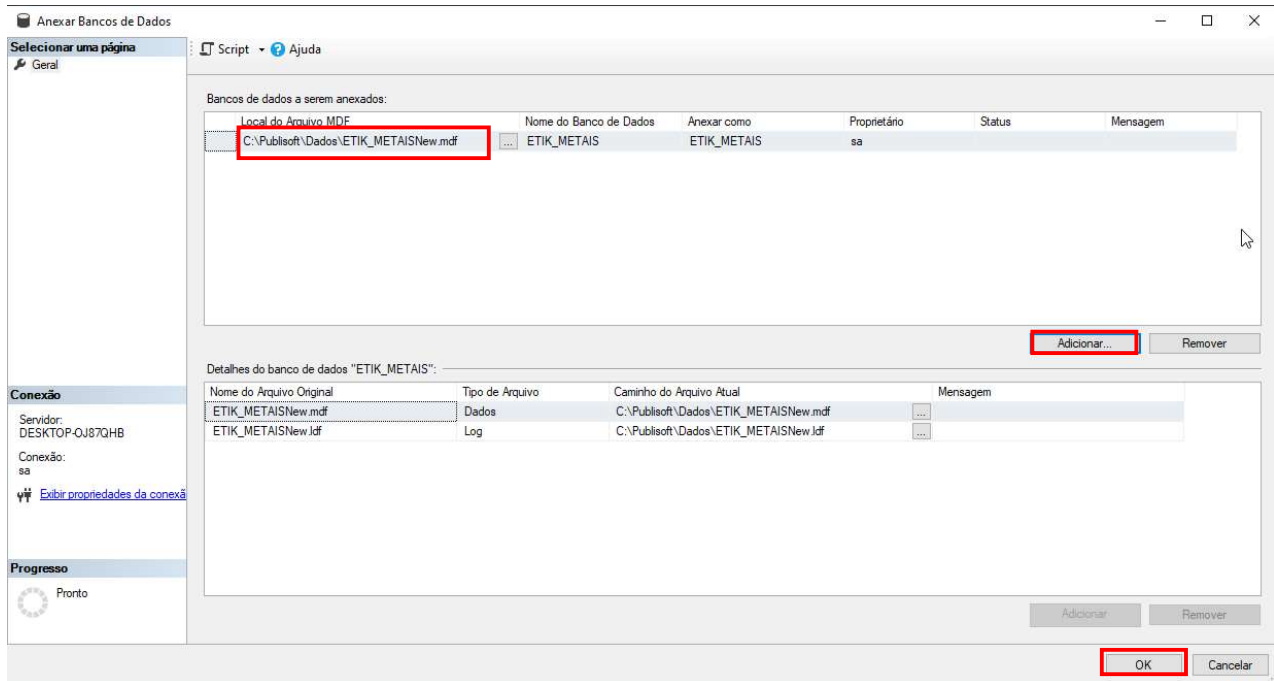 Anexar Bancos de Dados
Selecionar uma página
Geral
Script
Ajuda
Bancos de dados a serem anexados:
Local do Arquivo MDF Nome do Banco de Dados Anexar como Proprietário Status Mensagem
C:\Publisoft\Dados\ETIK_METAISNew.mdf ... ETIK_METAIS ETIK_METAIS sa
Adicionar... Remover
Detalhes do banco de dados "ETIK_METAIS":
Nome do Arquivo Original Tipo de Arquivo Caminho do Arquivo Atual Mensagem
ETIK_METAISNew.mdf Dados C:\Publisoft\Dados\ETIK_METAISNew.mdf ...
ETIK_METAISNew.ldf Log C:\Publisoft\Dados\ETIK_METAISNew.ldf ...
Conexão
Servidor:
DESKTOP-OJ87QHB
Conexão:
sa
Exibir propriedades da conexã
Progresso
Pronto
Adicionar Remover
OK Cancelar